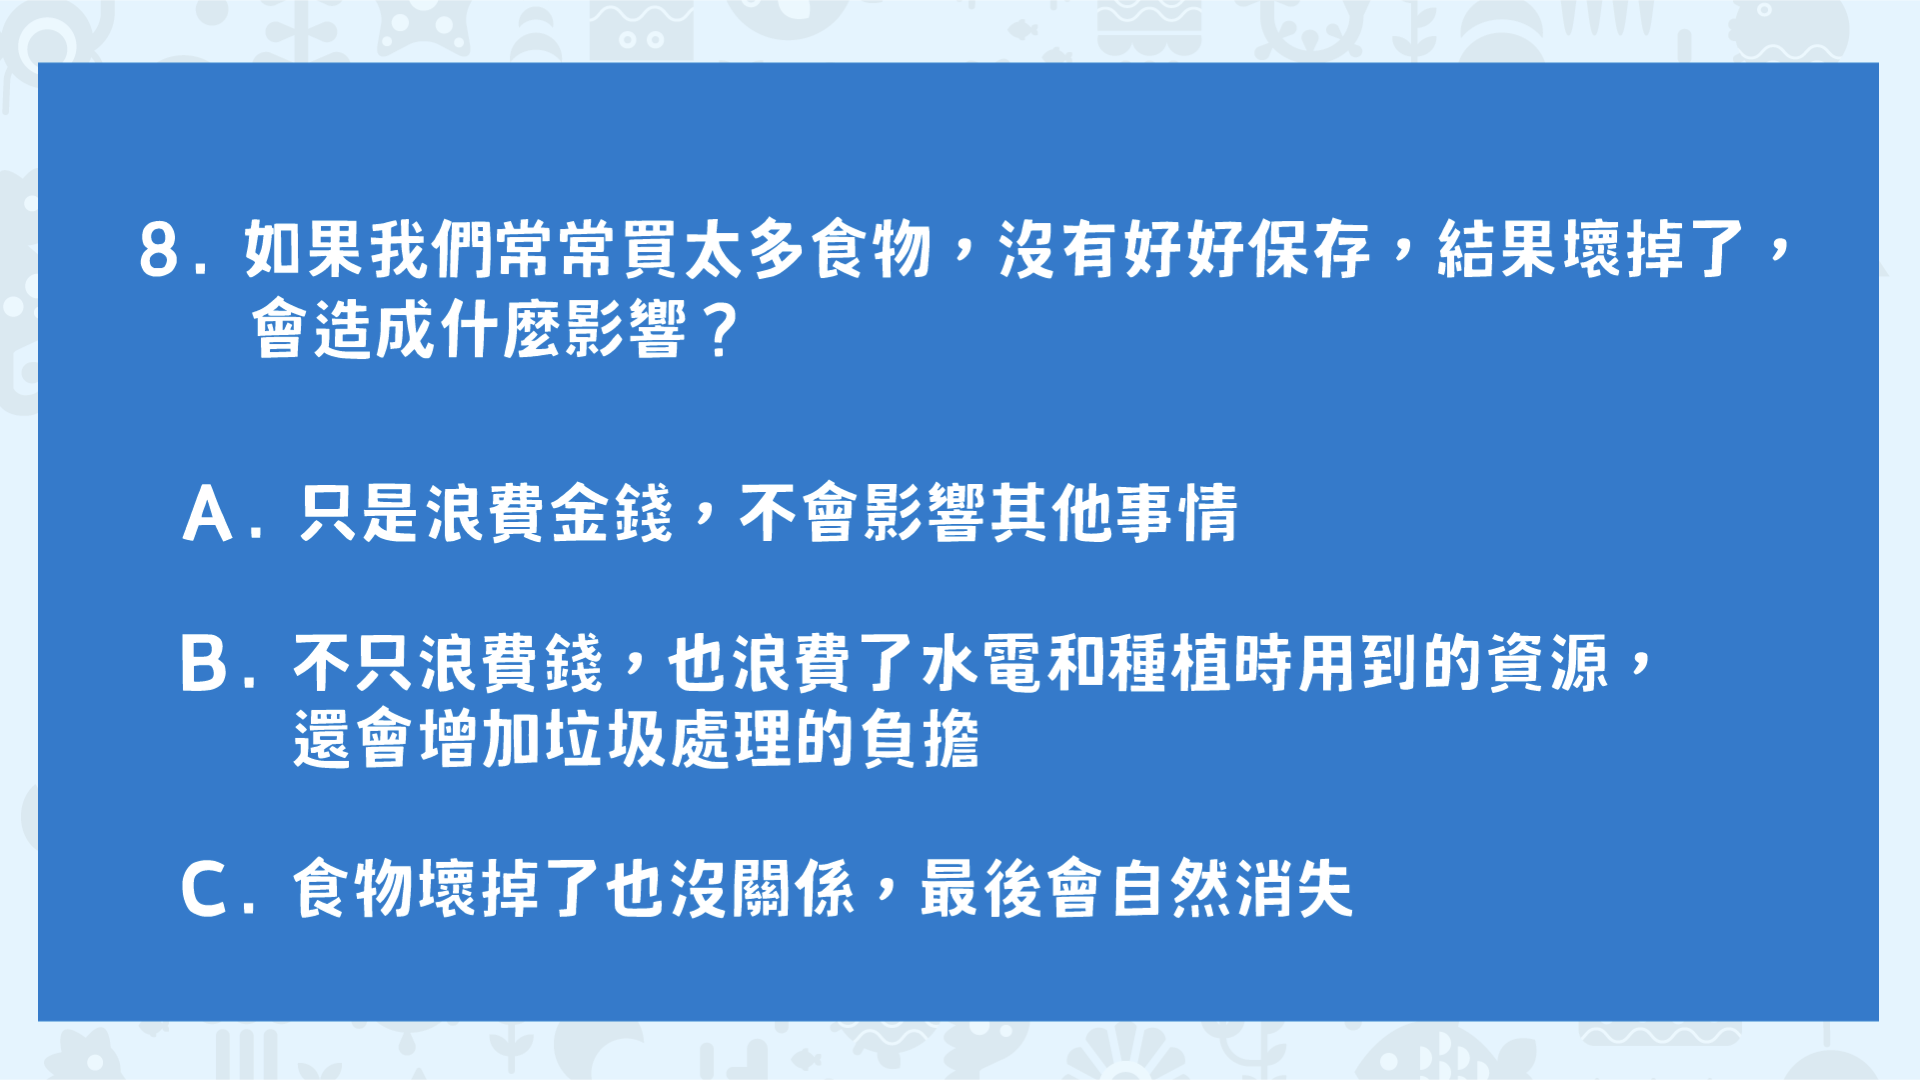 8. 如果我們常常買太多食物，沒有好好保存，結果壞掉了，
會造成什麼影響？
A. 只是浪費金錢，不會影響其他事情
B. 不只浪費錢，也浪費了水電和種植時用到的資源，
還會增加垃圾處理的負擔
C. 食物壞掉了也沒關係，最後會自然消失